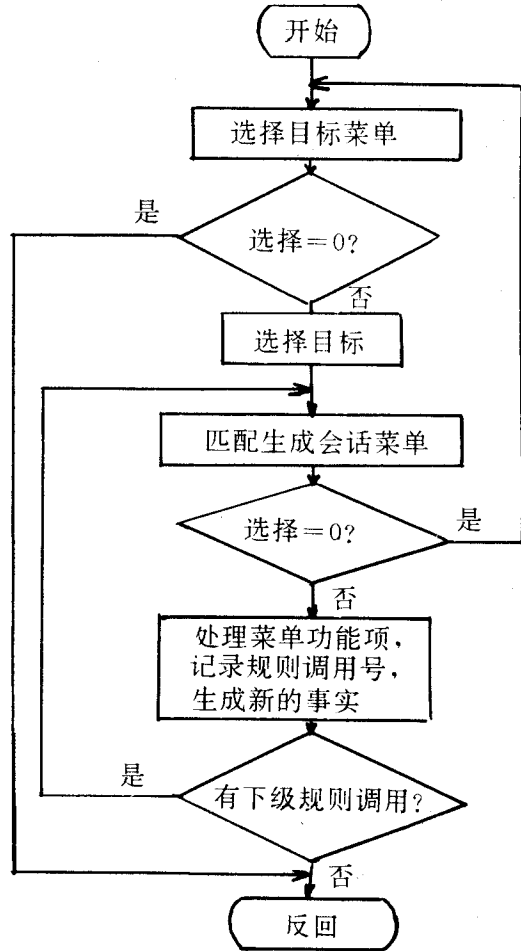 开始
选择目标菜单
是
选择=0?
否
选择目标
匹配生成会话菜单
选择=0?
是
否
处理菜单功能项,
记录规则调用号,
生成新的事实
是
有下级规则调用?
否
反回